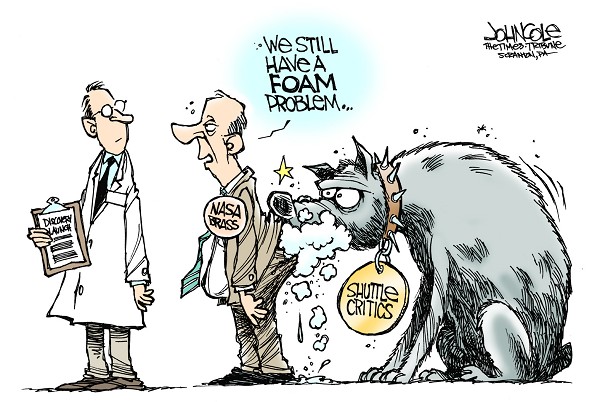 JOHN COLE
THE TIMES-TRIBUNE
SCRANTON, PA
WE STILL
HAVE A
FOAM
PROBLEM...
DISCOVERY
LAUNCH
NASA
BRASS
SHUTTLE
CRITICS